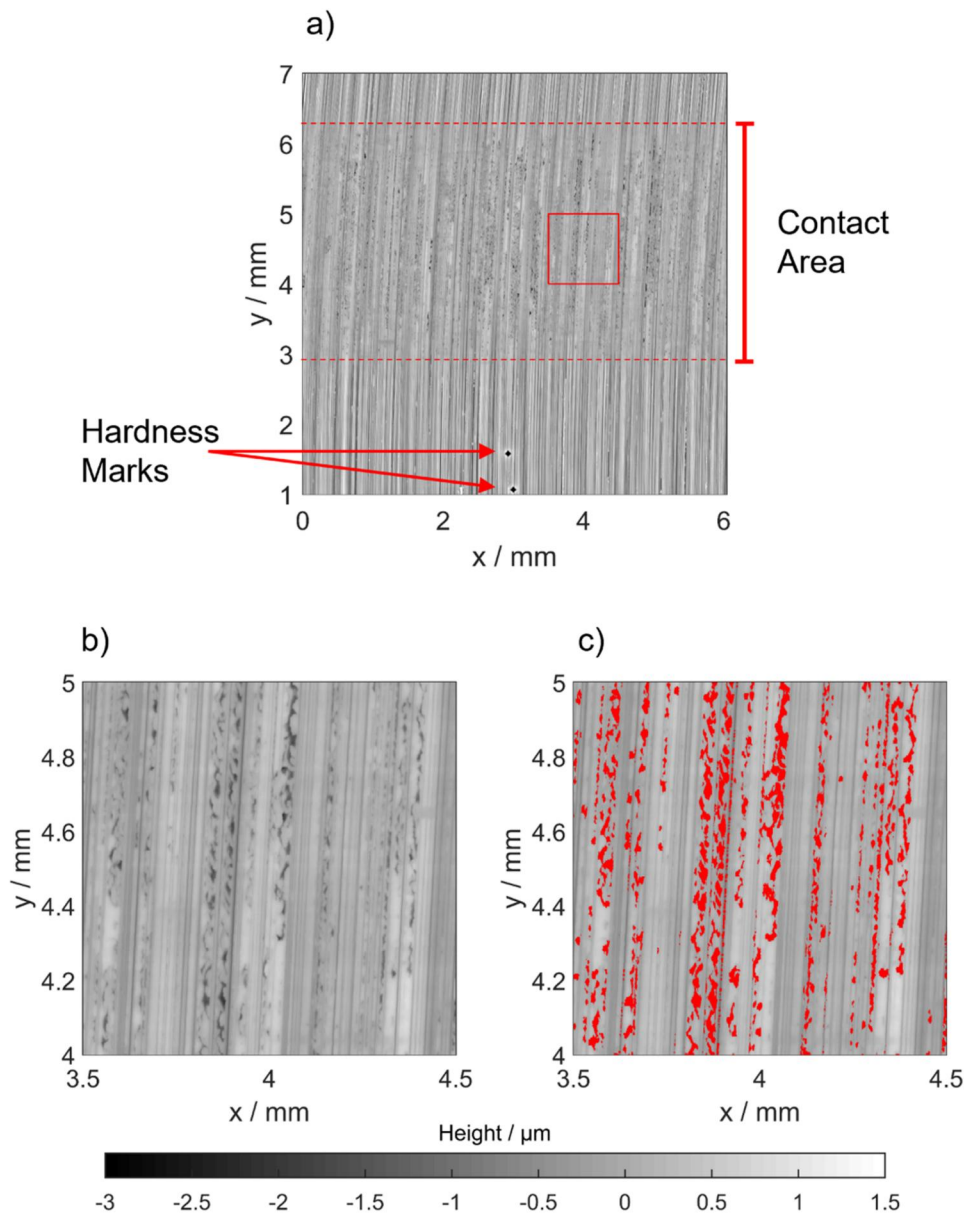 a)
7
6
5
4
3
2
1
y / mm
0
2
4
6
x / mm
Contact
Area
Hardness
Marks
b)
5
4.8
4.6
4.4
4.2
4
y / mm
3.5
4
4.5
x / mm
c)
5
4.8
4.6
4.4
4.2
4
y / mm
3.5
4
4.5
x / mm
Height / µm
-3
-2.5
-2
-1.5
-1
-0.5
0
0.5
1
1.5